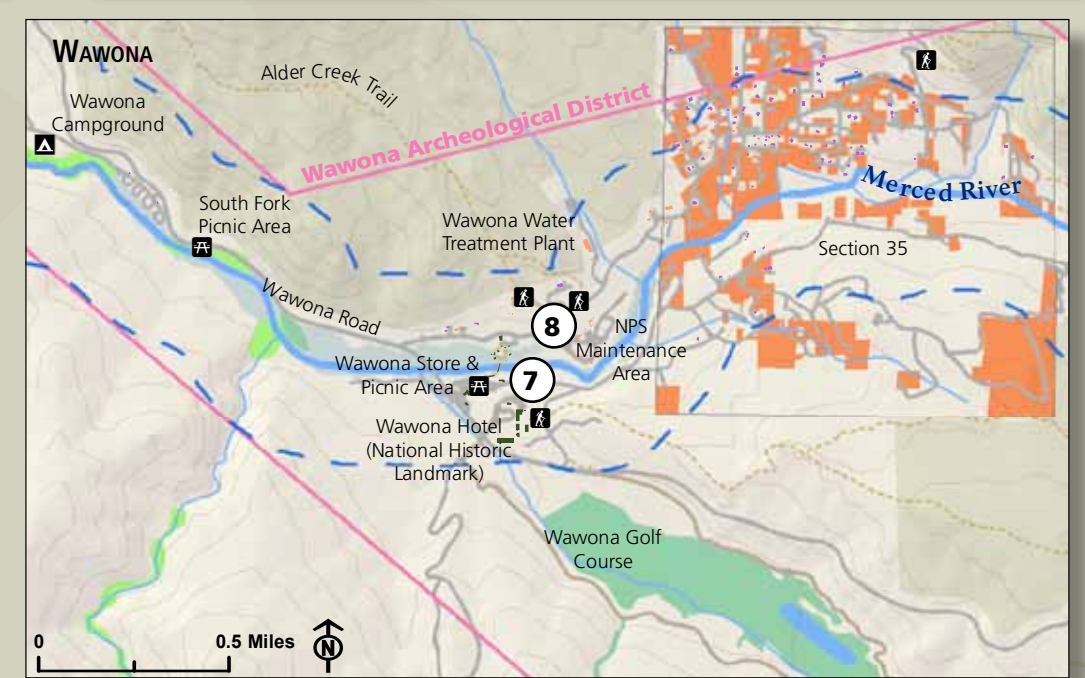 WAWONA
Wawona
Campground
Alder Creek Trail
Wawona Archeological District
South Fork
Picnic Area
Wawona Water
Treatment Plant
Merced River
Section 35
Wawona Road
8
NPS
Maintenance
Area
Wawona Store &
Picnic Area
7
Wawona Hotel
(National Historic
Landmark)
Wawona Golf
Course
0
0.5 Miles
N